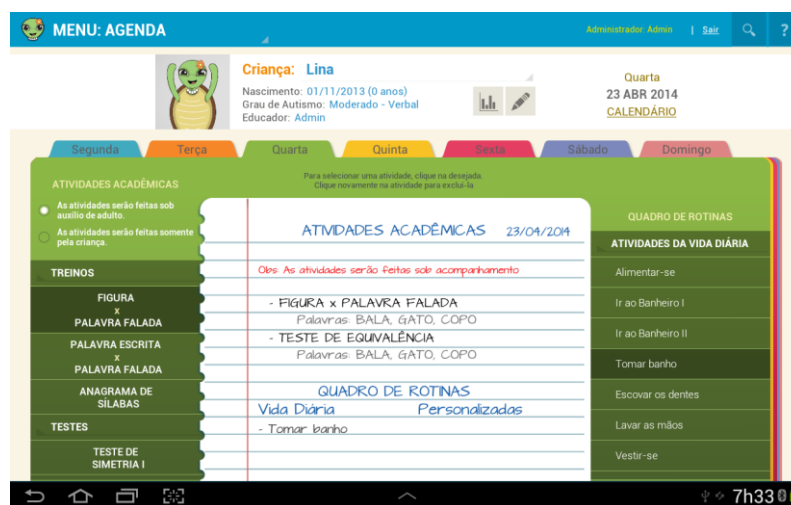 MENU: AGENDA
Administrador: Admin | Sair ?
Criança: Lina
Nascimento: 01/11/2013 (0 anos)
Grau de Autismo: Moderado - Verbal
Educador: Admin
Quarta
23 ABR 2014
CALENDÁRIO
Segunda Terça Quarta Quinta Sexta Sábado Domingo
Para selecionar uma atividade, clique na desejada.
Clique novamente na atividade para excluí-la
ATIVIDADES ACADÊMICAS
As atividades serão feitas sob
auxílio de adulto.
As atividades serão feitas somente
pela criança.
TREINOS
FIGURA
x
PALAVRA FALADA
PALAVRA ESCRITA
x
PALAVRA FALADA
ANAGRAMA DE
SÍLABAS
TESTES
TESTE DE
SIMETRIA I
ATIVIDADES ACADÊMICAS 23/04/2014
Obs: As atividades serão feitas sob acompanhamento
- FIGURA x PALAVRA FALADA
Palavras: BALA, GATO, COPO
- TESTE DE EQUIVALÊNCIA
Palavras: BALA, GATO, COPO
QUADRO DE ROTINAS
Vida Diária Personalizadas
- Tomar banho
QUADRO DE ROTINAS
ATIVIDADES DA VIDA DIÁRIA
Alimentar-se
Ir ao Banheiro I
Ir ao Banheiro II
Tomar banho
Escovar os dentes
Lavar as mãos
Vestir-se
7h33